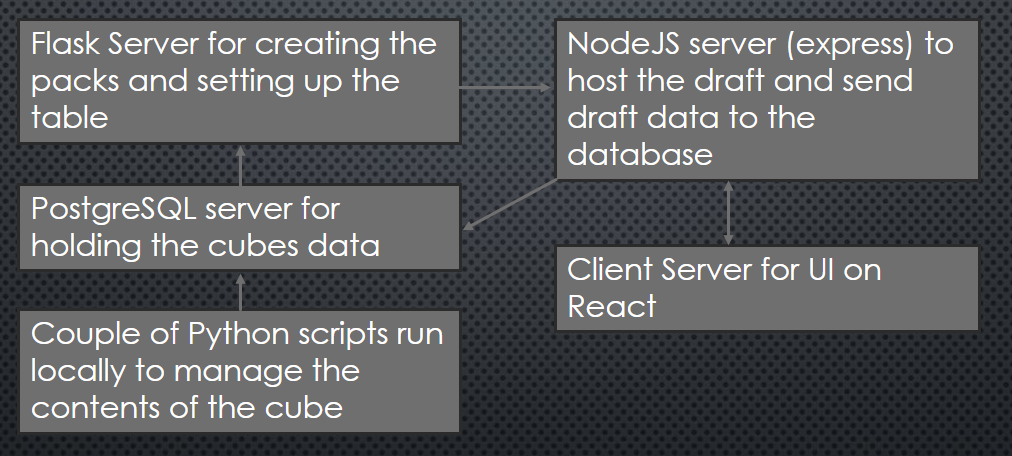 Flask Server for creating the
packs and setting up the
table
NodeJS server (express) to
host the draft and send
draft data to the
database
PostgreSQL server for
holding the cubes data
Client Server for UI on
React
Couple of Python scripts run
locally to manage the
contents of the cube